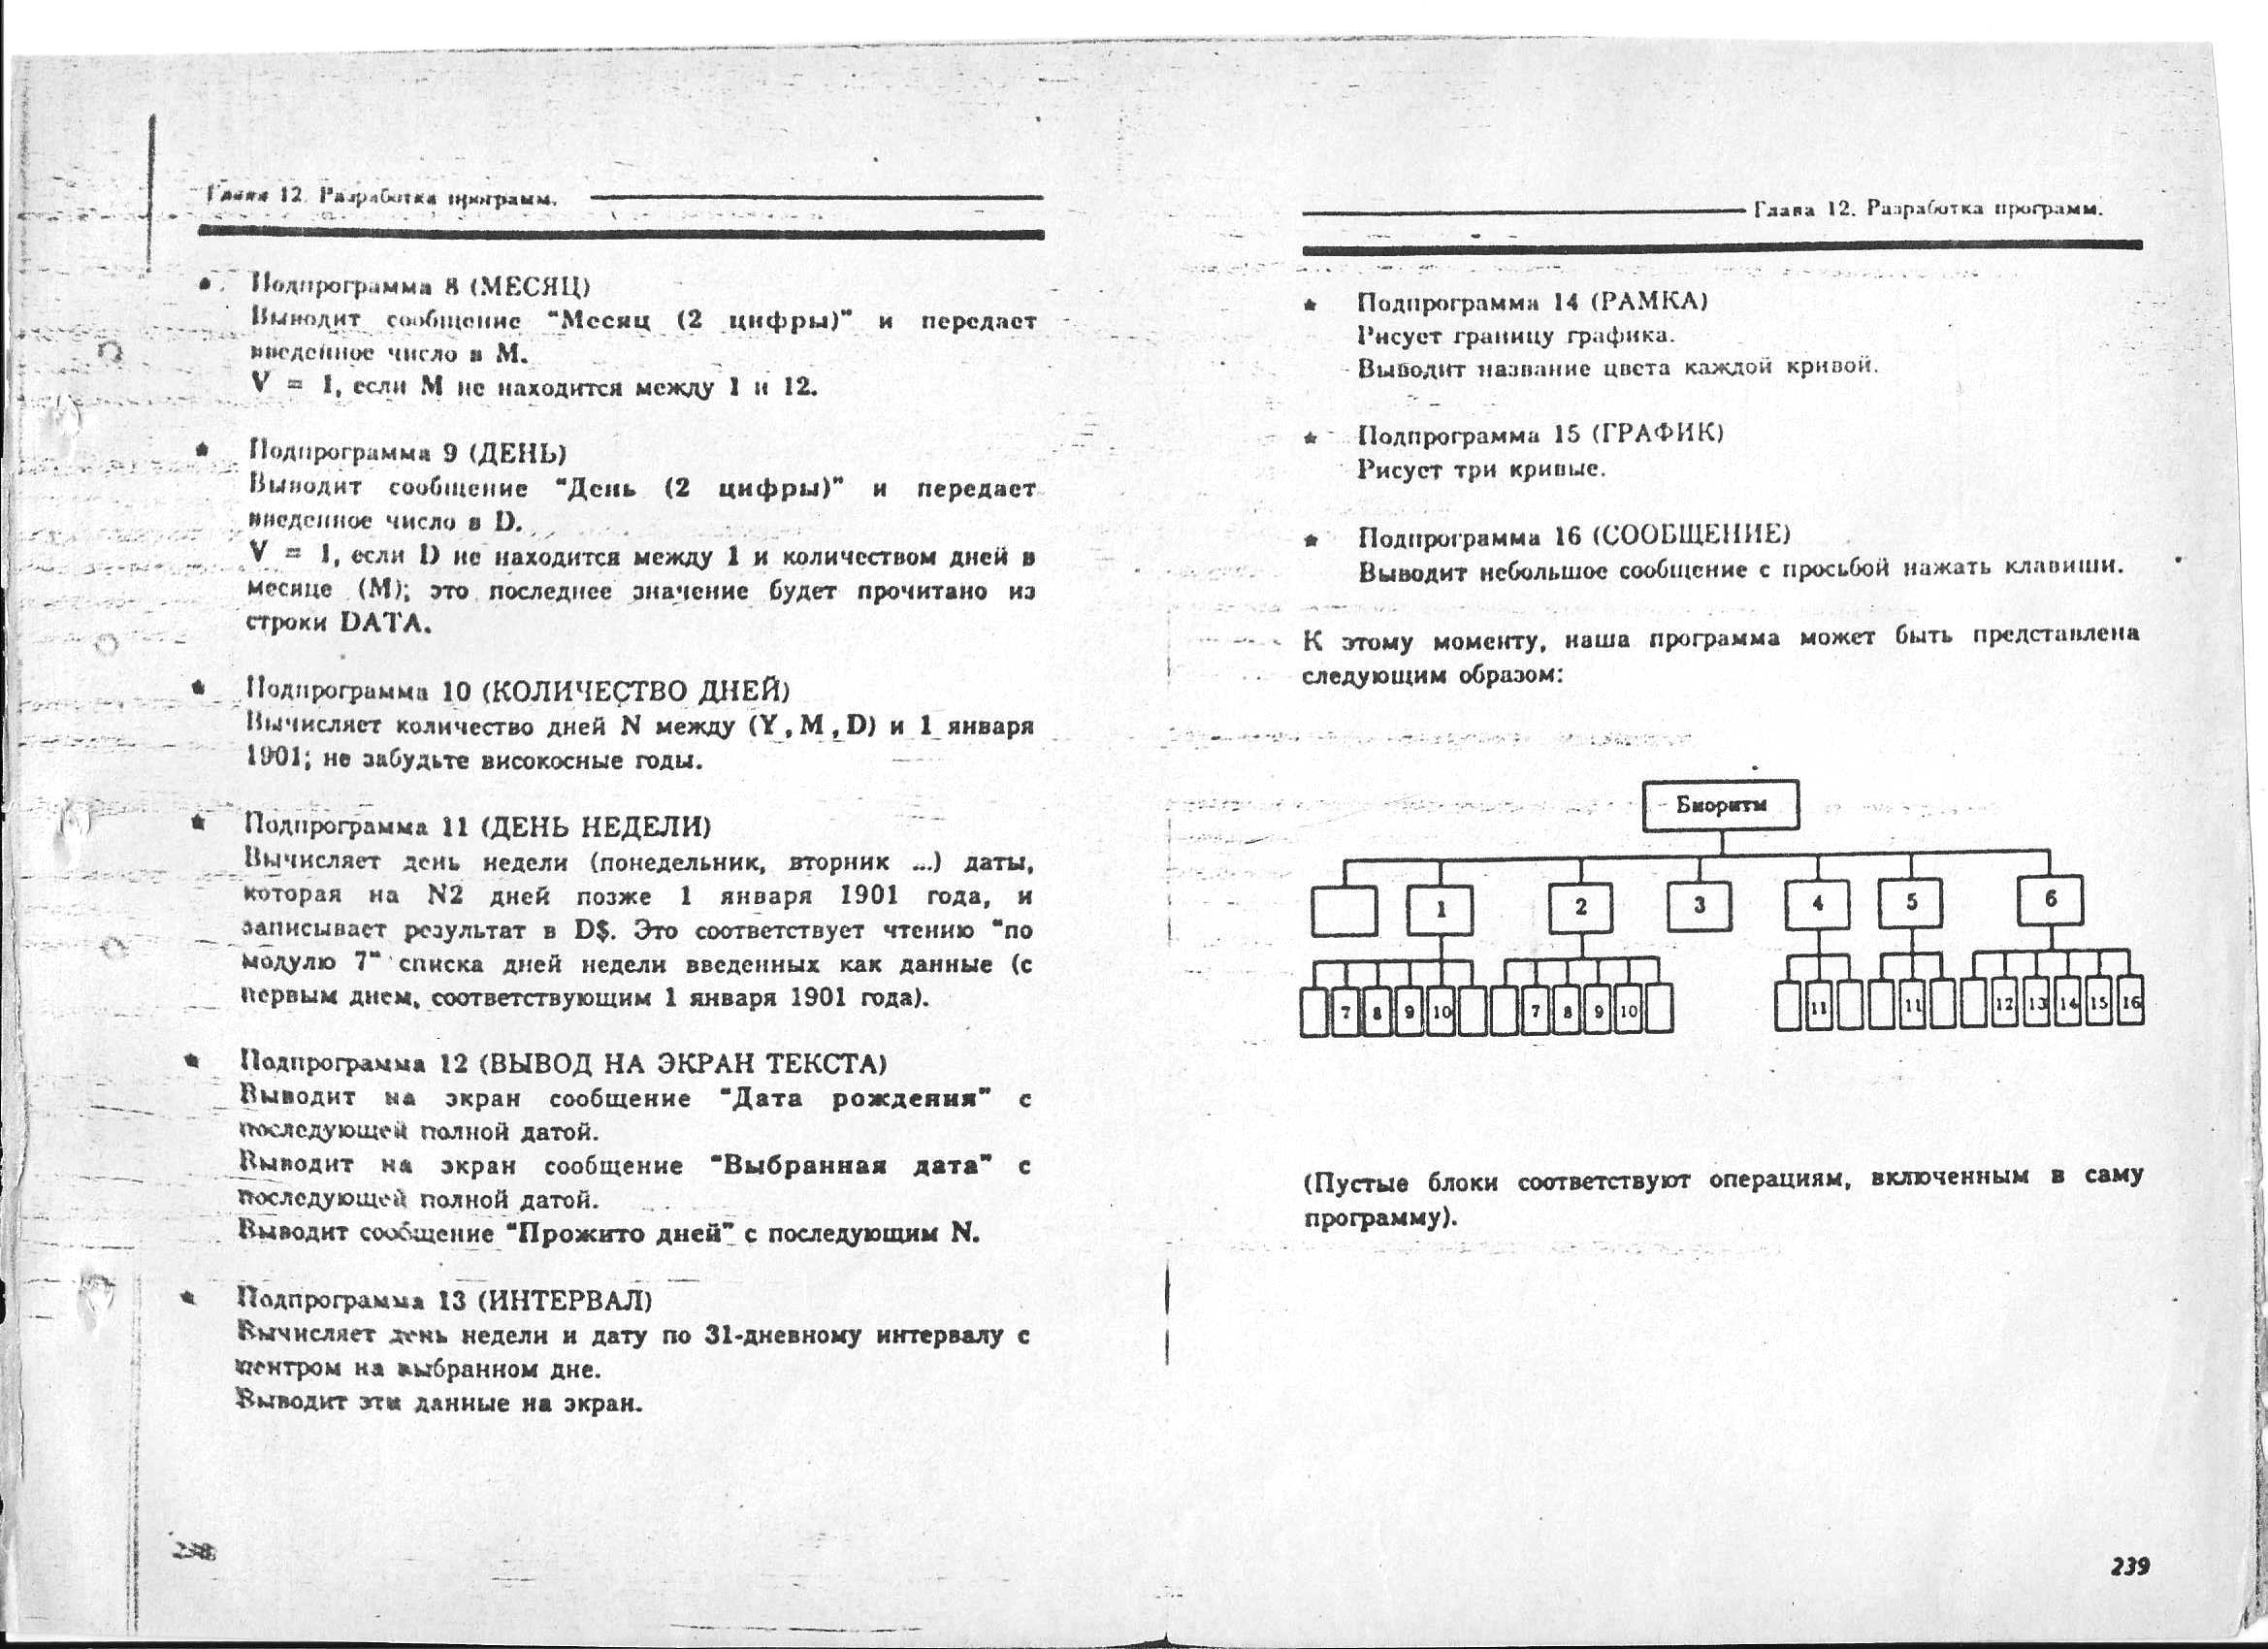 Глава 12. Разработка программ.
Подпрограмма 8 (МЕСЯЦ)
Выводит сообщение "Месяц (2 цифры)" и передает
введенное число в M.
V = 1, если M не находится между 1 и 12.
Подпрограмма 9 (ДЕНЬ)
Выводит сообщение "День (2 цифры)" и передает
введенное число в D.
V = 1, если D не находится между 1 и количеством дней в
месяце (M); это последнее значение будет прочитано из
строки DATA.
Подпрограмма 10 (КОЛИЧЕСТВО ДНЕЙ)
Вычисляет количество дней N между (Y,M,D) и 1 января
1901; не забудьте високосные годы.
Подпрограмма 11 (ДЕНЬ НЕДЕЛИ)
Вычисляет день недели (понедельник, вторник ...) даты,
которая на N2 дней позже 1 января 1901 года, и
записывает результат в D$. Это соответствует чтению "по
модулю 7" списка дней недели введенных как данные (с
первым днем, соответствующим 1 января 1901 года).
Подпрограмма 12 (ВЫВОД НА ЭКРАН ТЕКСТА)
Выводит на экран сообщение "Дата рождения" с
последующей полной датой.
Выводит на экран сообщение "Выбранная дата" с
последующей полной датой.
Выводит сообщение "Прожито дней" с последующим N.
Подпрограмма 13 (ИНТЕРВАЛ)
Вычисляет день недели и дату по 31-дневному интервалу с
центром на выбранном дне.
Выводит эти данные на экран.
238
Глава 12. Разработка программ.
Подпрограмма 14 (РАМКА)
Рисует границу графика.
Выводит название цвета каждой кривой.
Подпрограмма 15 (ГРАФИК)
Рисует три кривые.
Подпрограмма 16 (СООБЩЕНИЕ)
Выводит небольшое сообщение с просьбой нажать клавиши.
К этому моменту, наша программа может быть представлена
следующим образом:
Биоритм
1 2 3 4 5 6
7 8 9 10 7 8 9 10 11 11 12 13 14 15 16
(Пустые блоки соответствуют операциям, включенным в саму
программу).
239